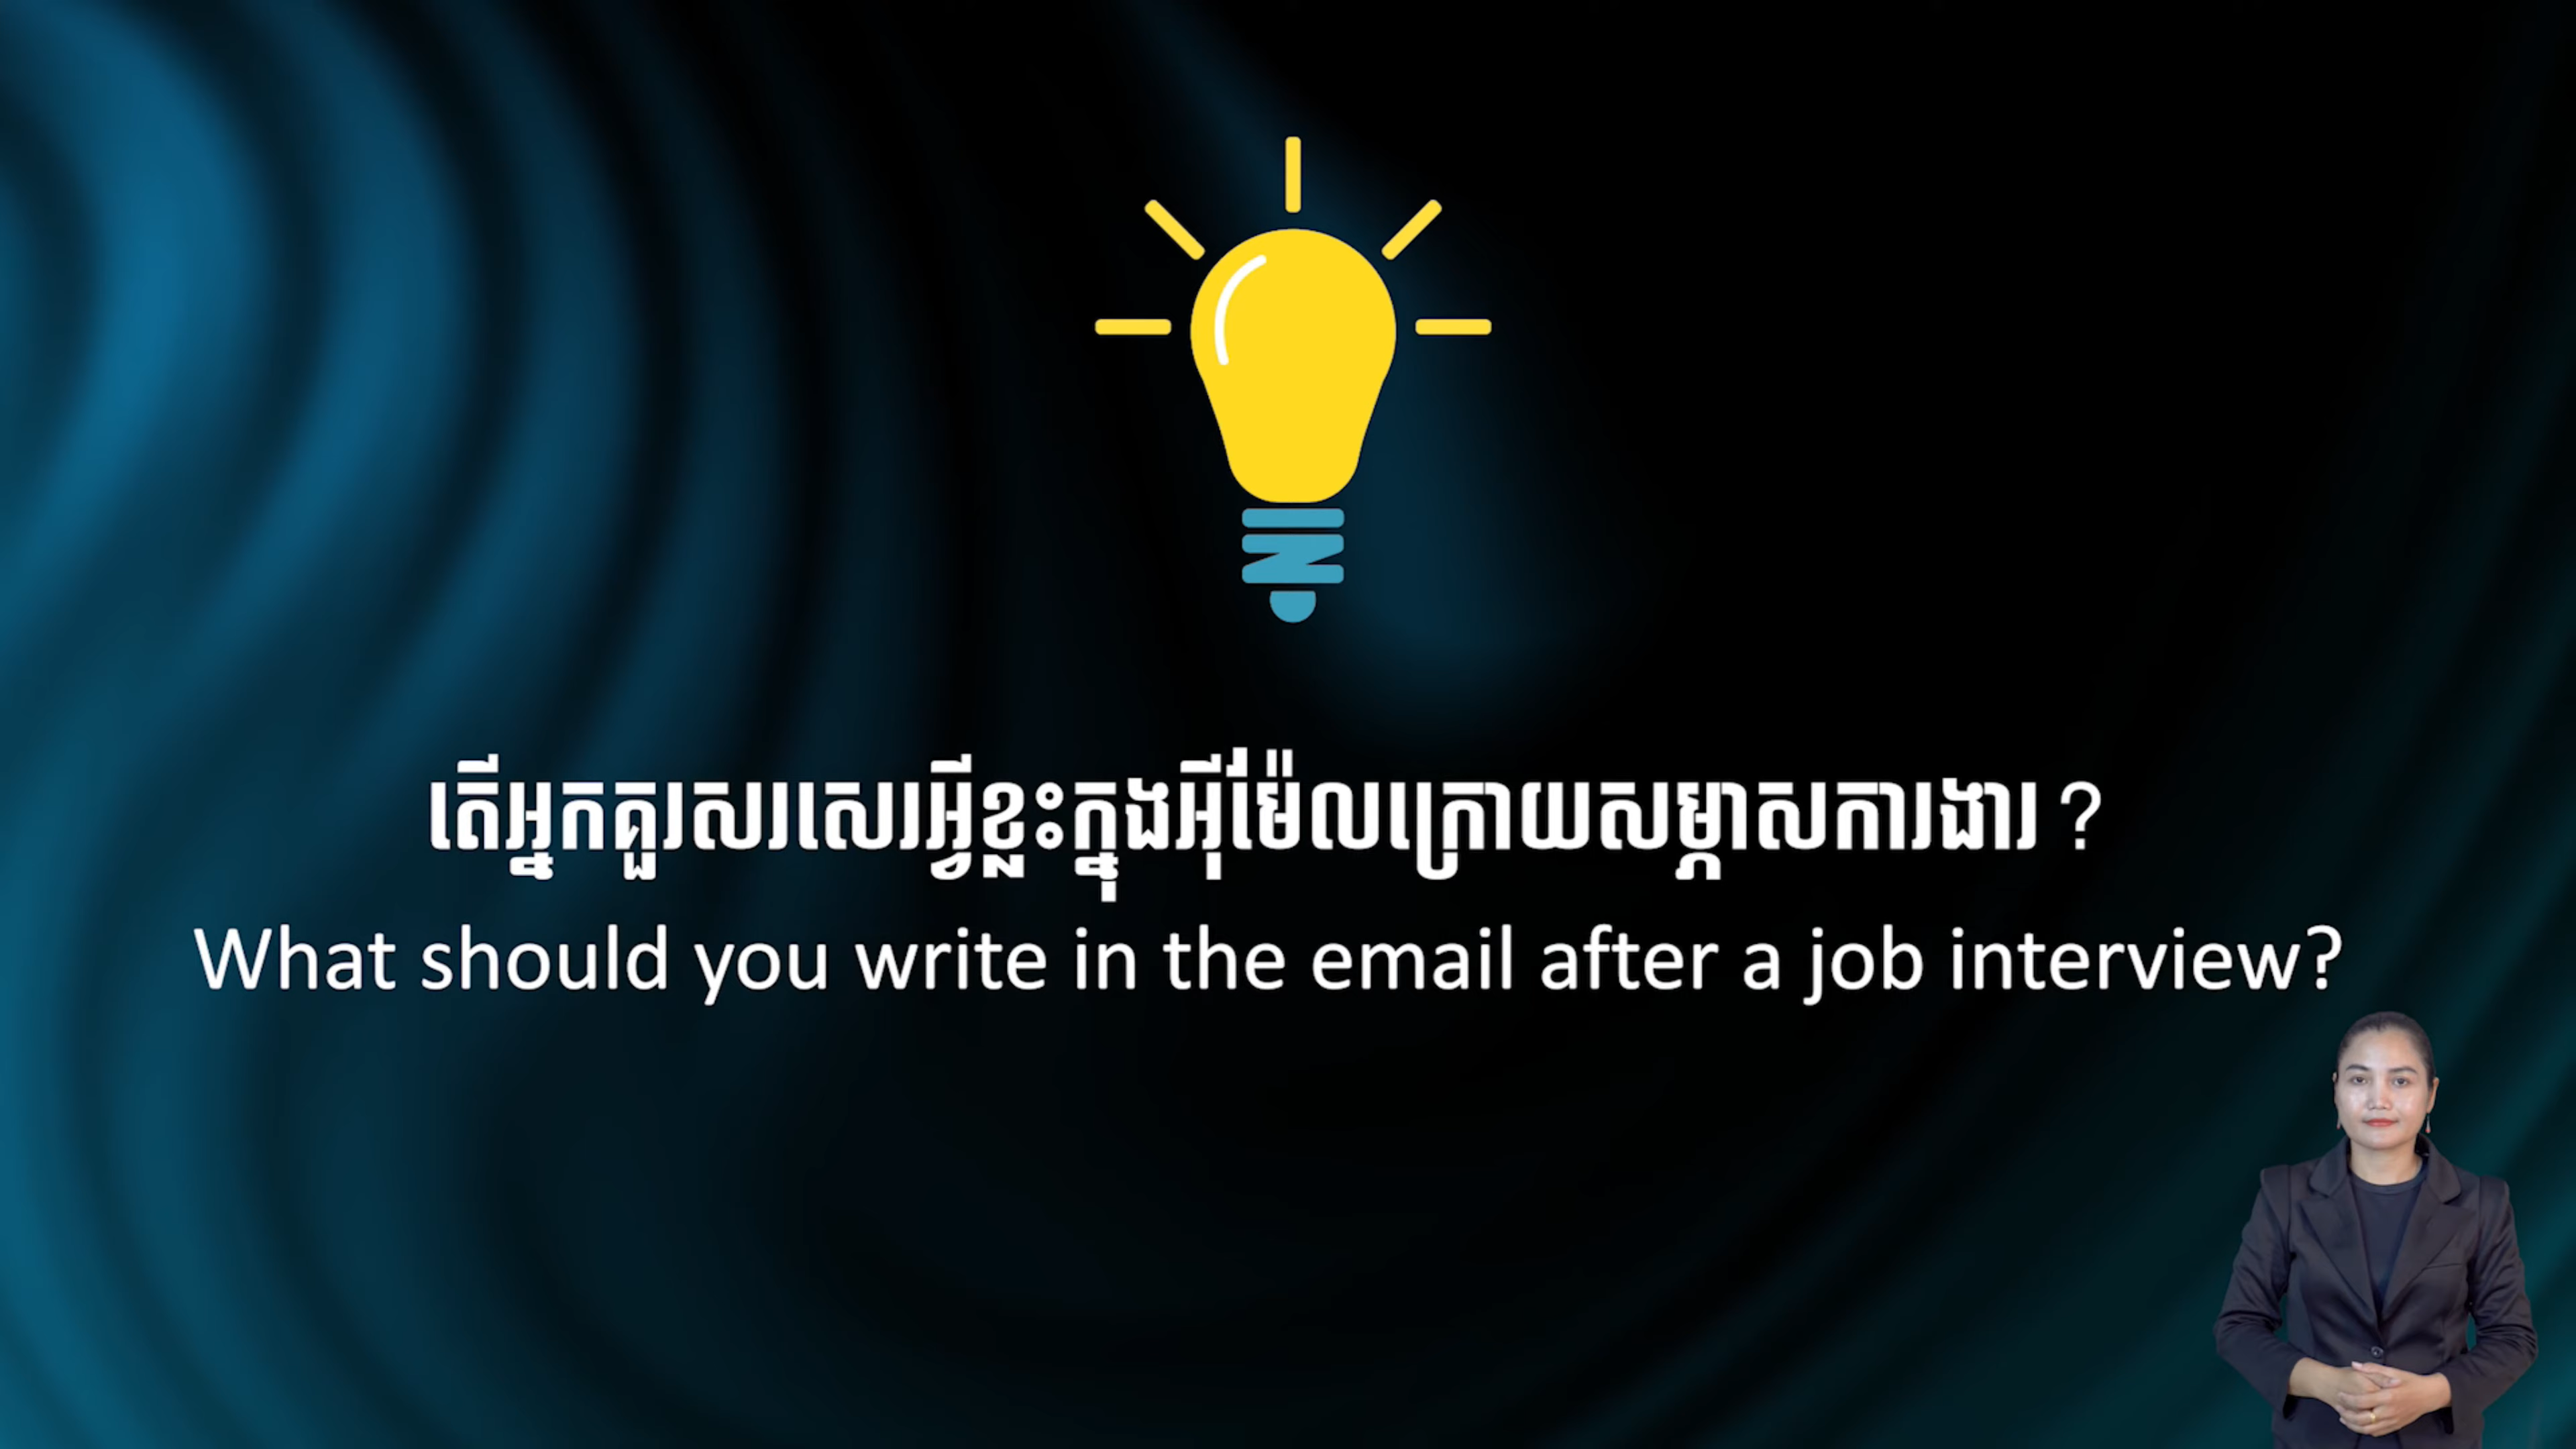 តើអ្នកគួរសរសេរអ្វីខ្លះក្នុងអ៊ីម៉ែលក្រោយសម្ភាសការងារ ?
What should you write in the email after a job interview?